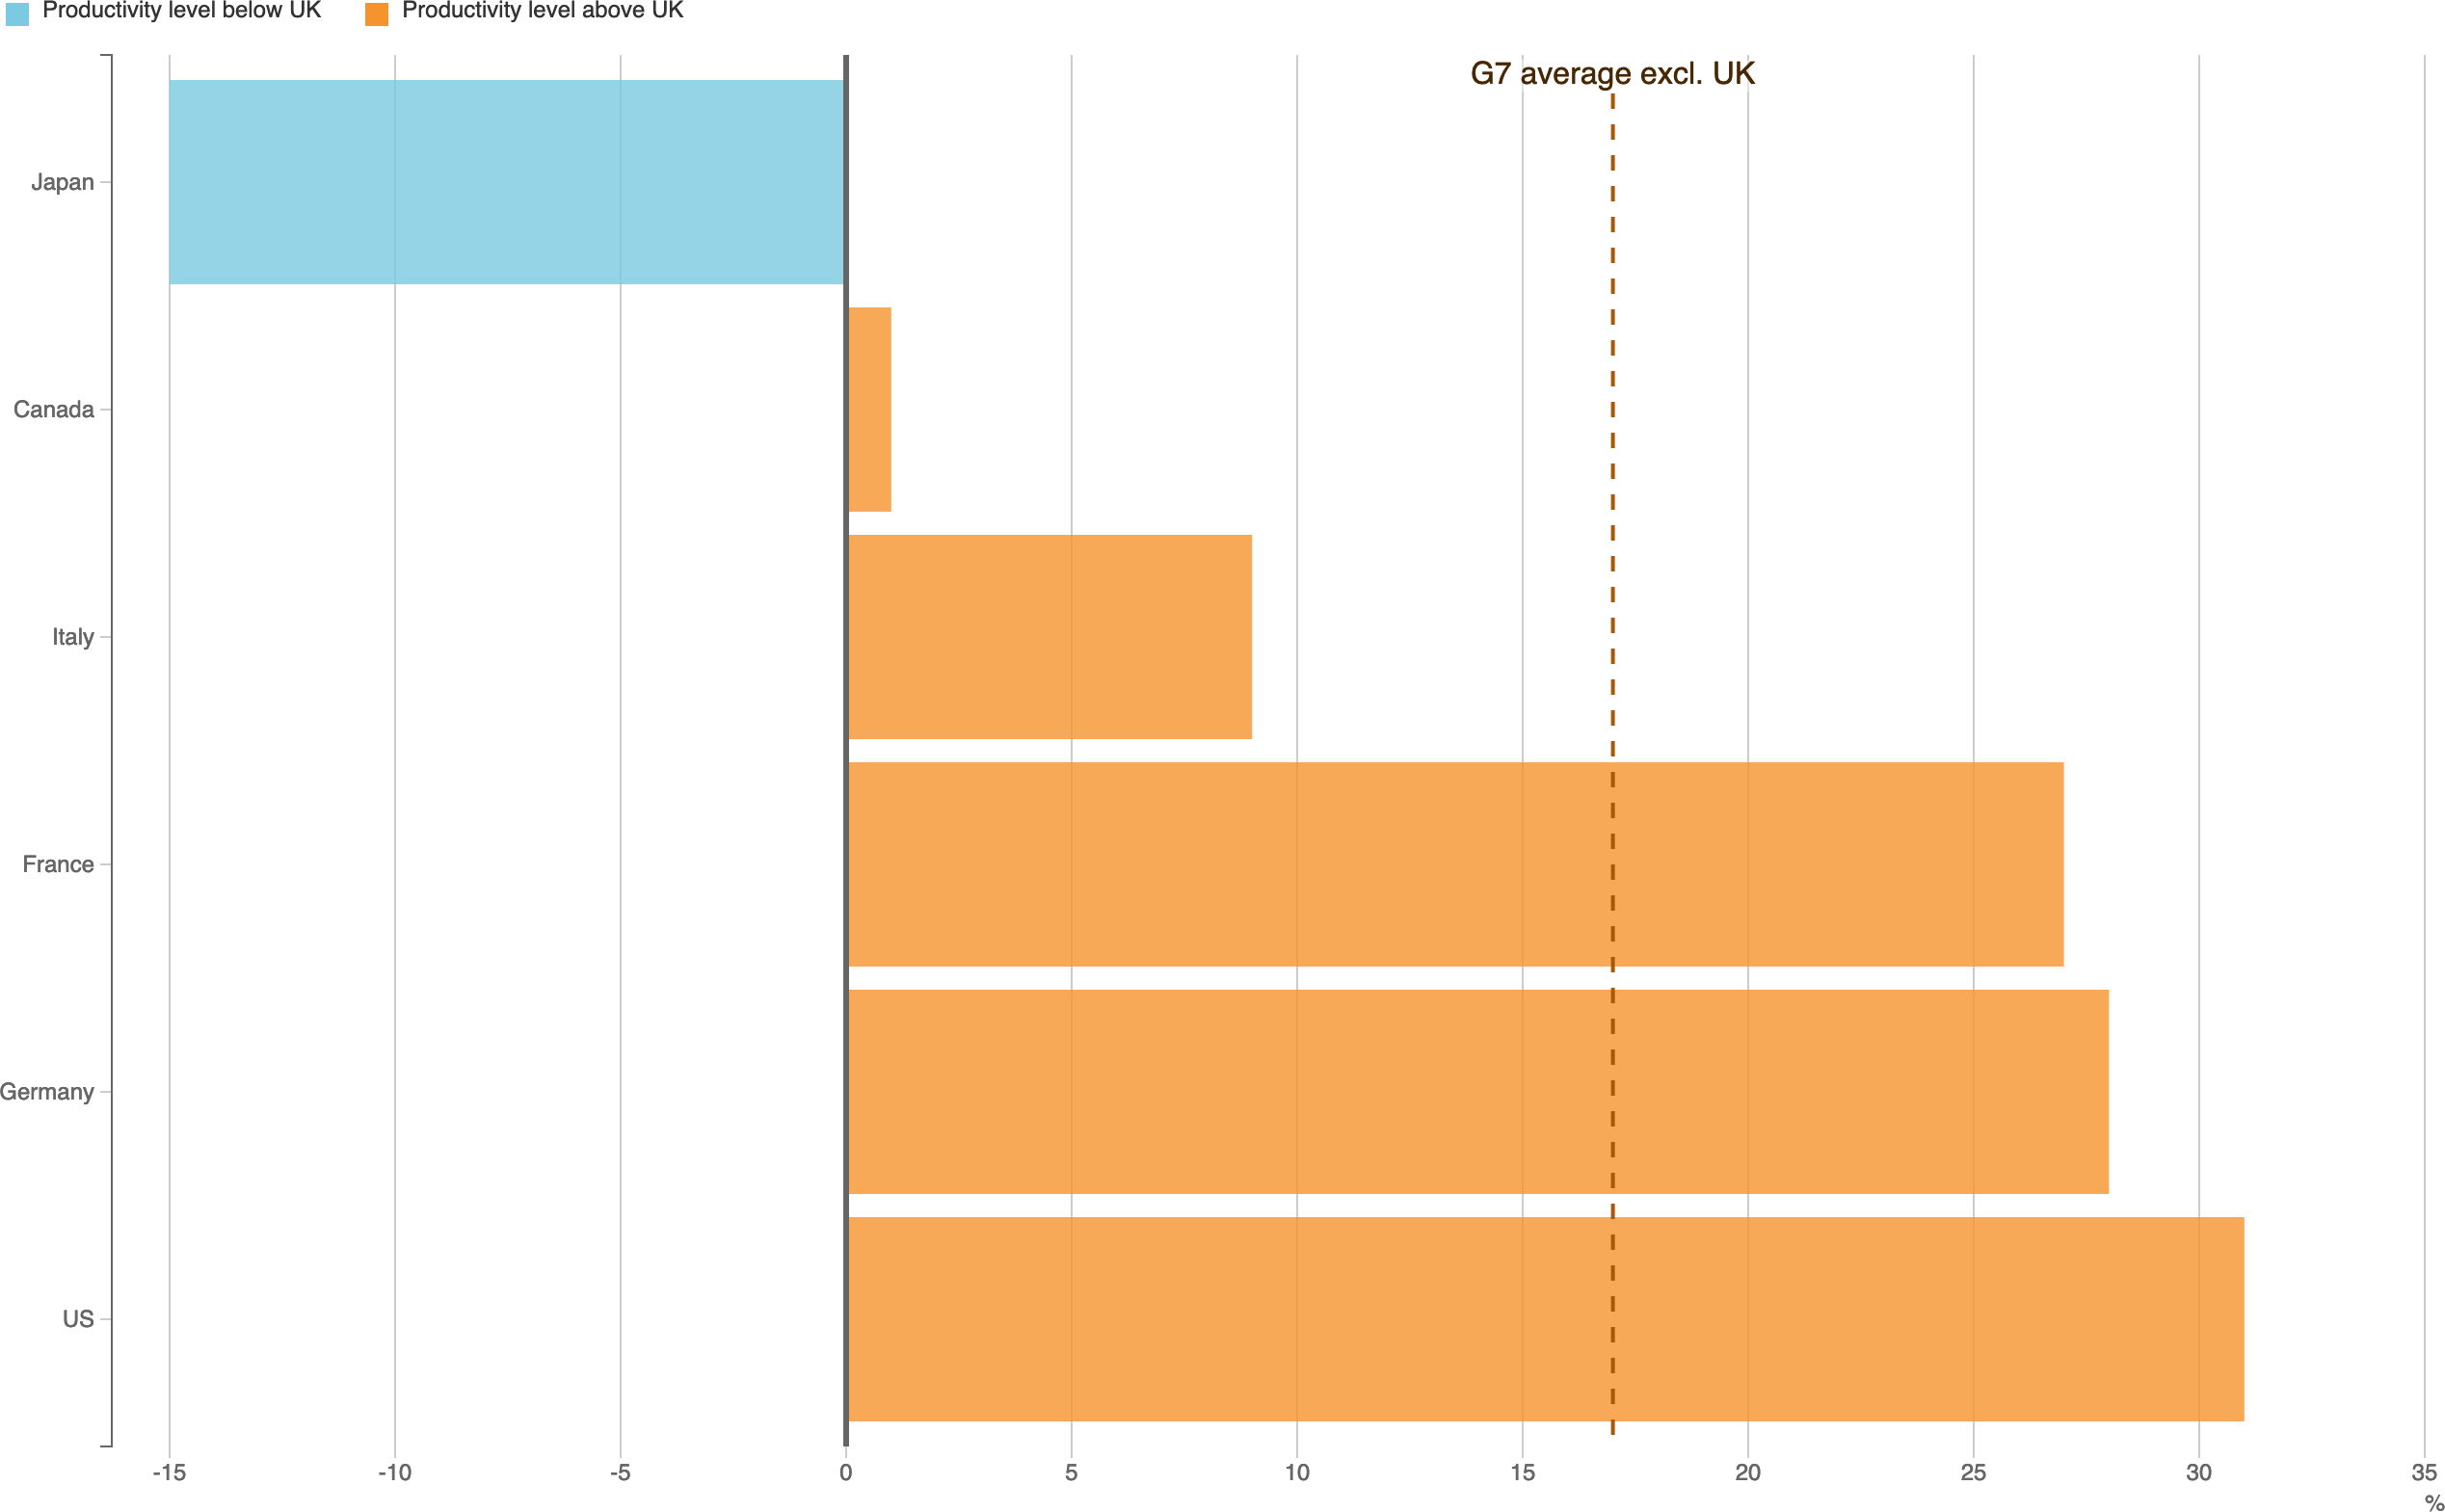 Productivity level below UK
Productivity level above UK
G7 average excl. UK
Japan
Canada
Italy
France
Germany
US
-15 -10 -5 0 5 10 15 20 25 30 35
%